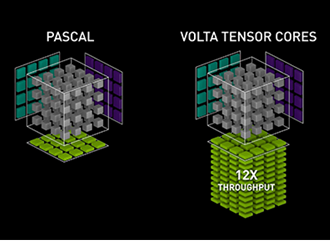 PASCAL
VOLTA TENSOR CORES
12X
THROUGHPUT